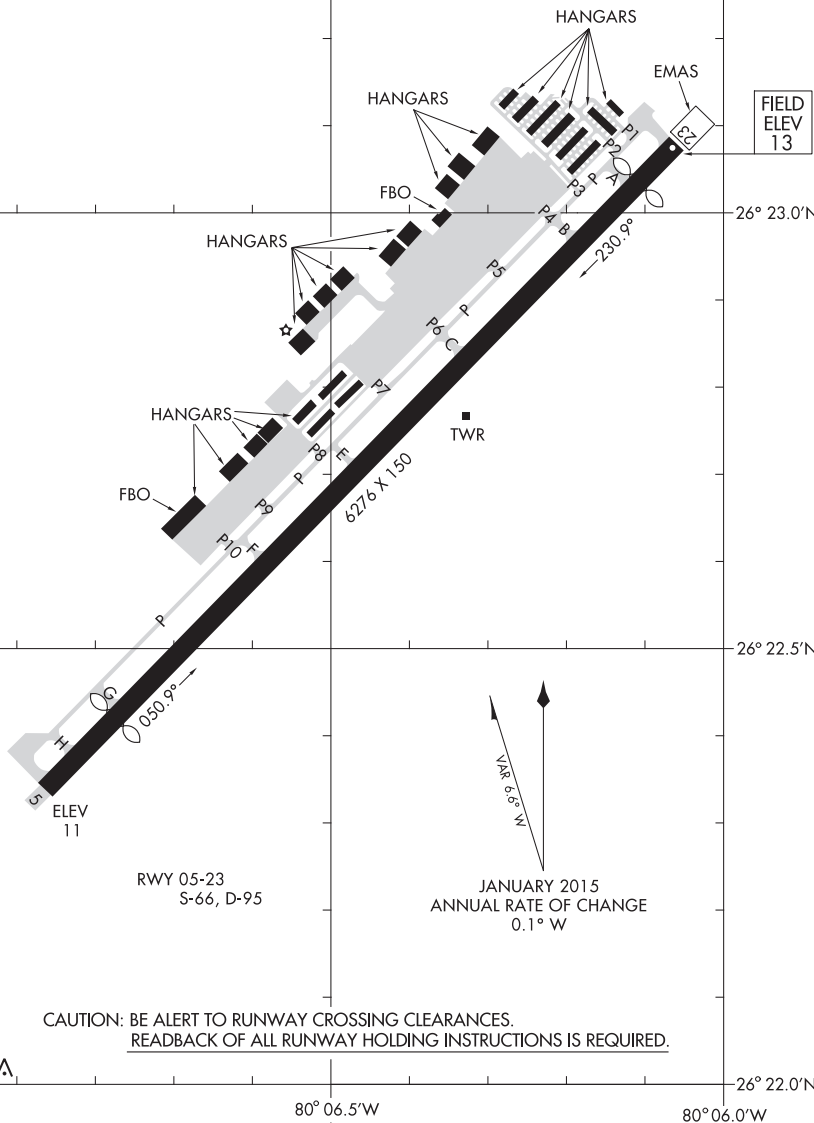 HANGARS
EMAS
HANGARS
FIELD
ELEV
13
23
P1
P2
A
P
P3
FBO
P4
B
26° 23.0'N
230.9°
HANGARS
P5
P
P6
C
P7
HANGARS
TWR
P8
E
6276 X 150
P
FBO
P9
P10
F
P
26° 22.5'N
G
050.9°
H
5
ELEV
11
VAR 6.6° W
RWY 05-23
S-66, D-95
JANUARY 2015
ANNUAL RATE OF CHANGE
0.1° W
CAUTION: BE ALERT TO RUNWAY CROSSING CLEARANCES.
READBACK OF ALL RUNWAY HOLDING INSTRUCTIONS IS REQUIRED.
26° 22.0'N
80° 06.5'W
80° 06.0'W